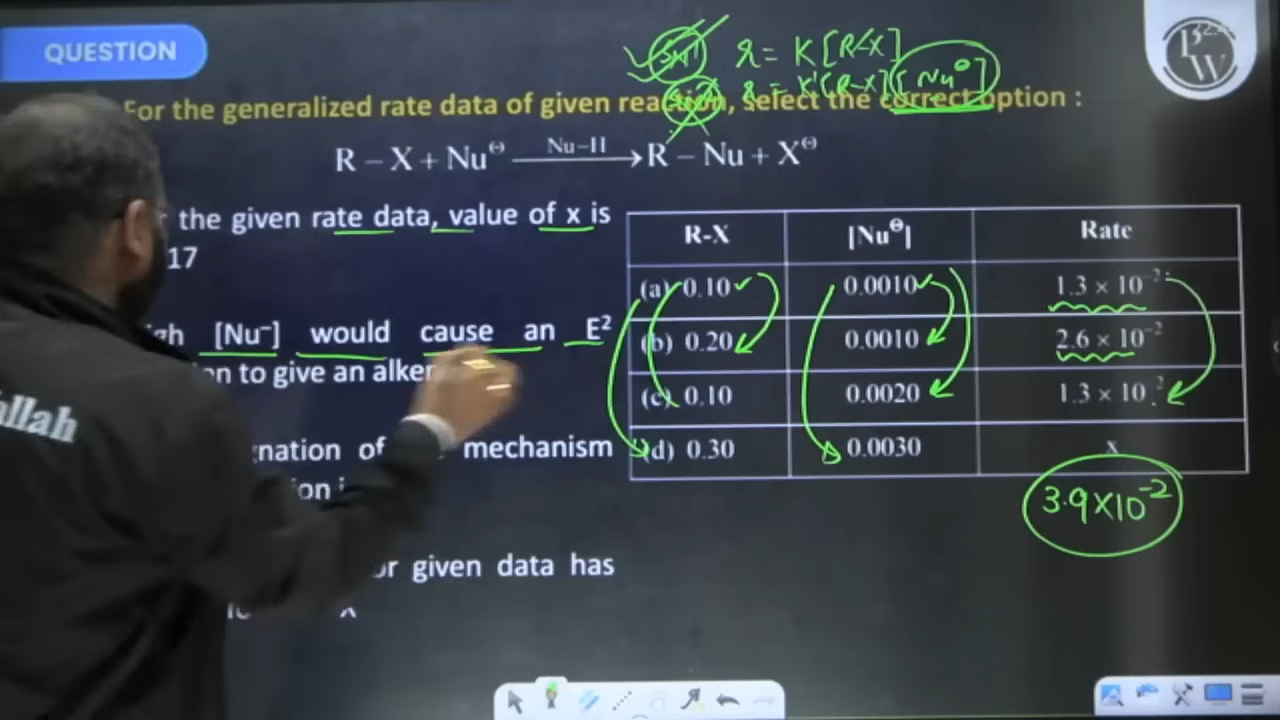 QUESTION
r = K[R-X]
r = K'[R-X][Nu⊖]
For the generalized rate data of given reaction, select the correct option :
R – X + Nu⊖ —Nu–H→ R – Nu + X⊖
the given rate data, value of x is
17
[Nu⁻] would cause an E²
to give an
of mechanism
given data has
R-X [Nu⊖] Rate
(a) 0.10 0.0010 1.3 × 10⁻²
(b) 0.20 0.0010 2.6 × 10⁻²
(c) 0.10 0.0020 1.3 × 10⁻²
(d) 0.30 0.0030 x
3.9×10⁻²
allah